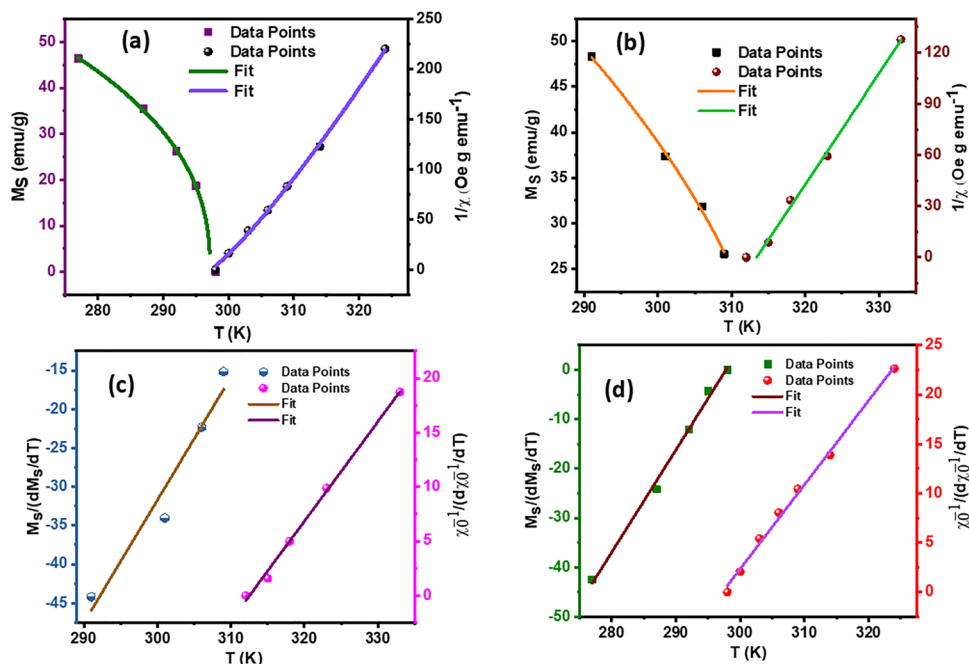 (a)
Data Points
Data Points
Fit
Fit
M_S (emu/g)
50
40
30
20
10
0
1/χ (Oe g emu⁻¹)
250
200
150
100
50
0
280 290 300 310 320
T (K)
(b)
Data Points
Data Points
Fit
Fit
M_S (emu/g)
50
45
40
35
30
25
1/χ (Oe g emu⁻¹)
120
90
60
30
0
290 300 310 320 330
T (K)
(c)
Data Points
Data Points
Fit
Fit
M_S/(dM_S/dT)
-15
-20
-25
-30
-35
-40
-45
χ₀⁻¹/(dχ₀⁻¹/dT)
20
15
10
5
0
290 300 310 320 330
T (K)
(d)
Data Points
Data Points
Fit
Fit
M_S/(dM_S/dT)
0
-10
-20
-30
-40
-50
χ₀⁻¹/(dχ₀⁻¹/dT)
25
20
15
10
5
0
280 290 300 310 320
T (K)